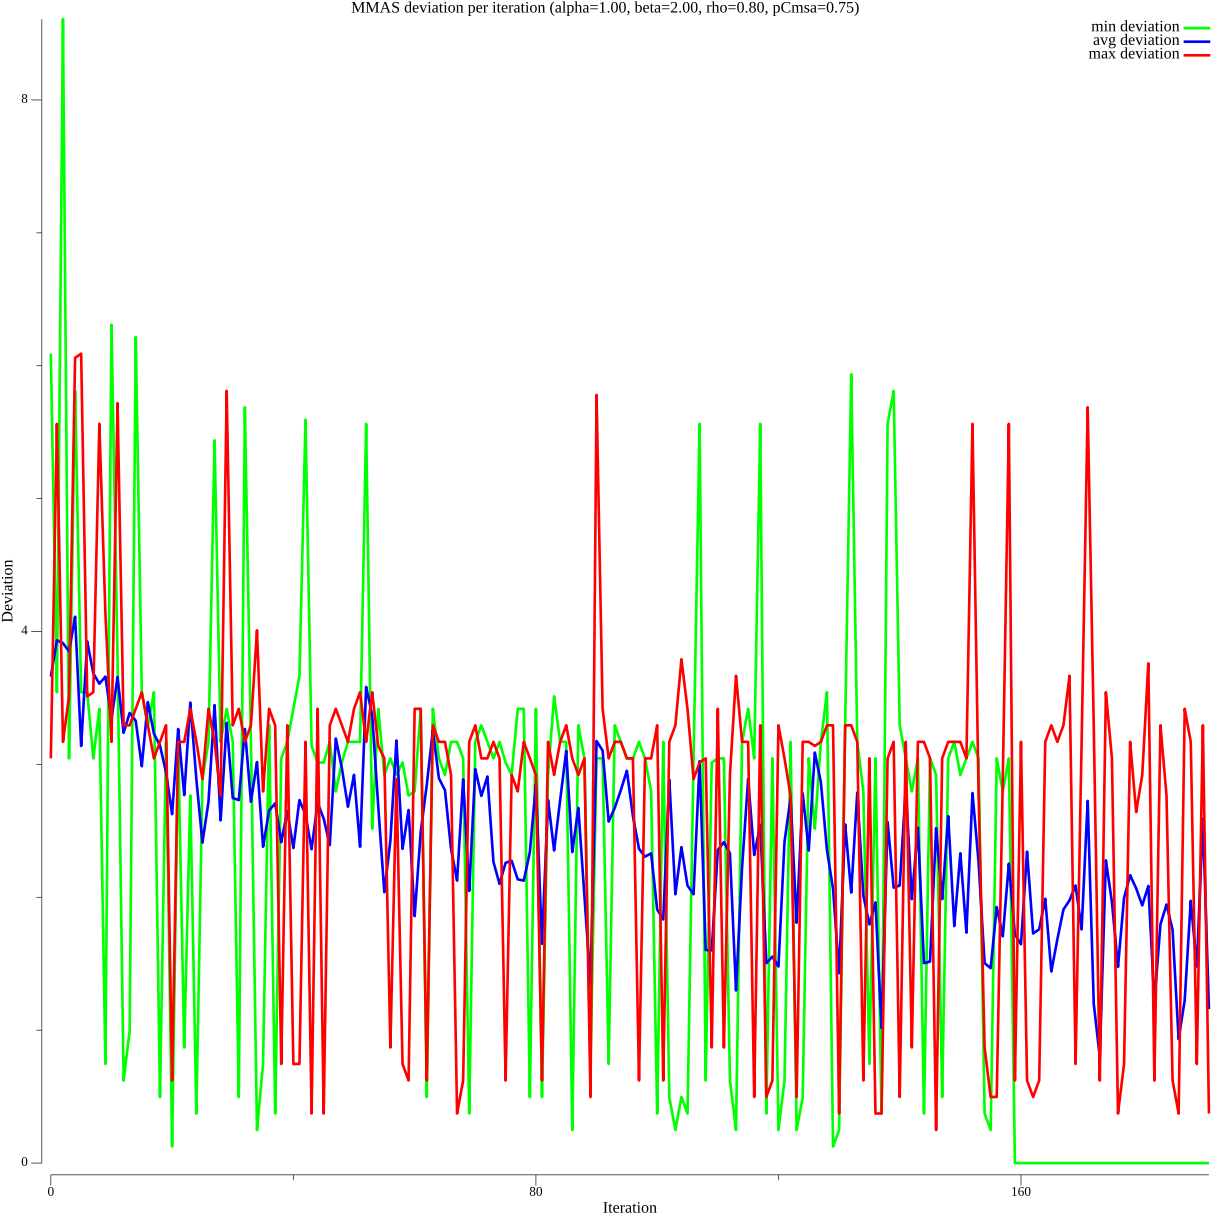 MMAS deviation per iteration (alpha=1.00, beta=2.00, rho=0.80, pCmsa=0.75)
min deviation
avg deviation
max deviation
8
Deviation
4
0
0
80
160
Iteration